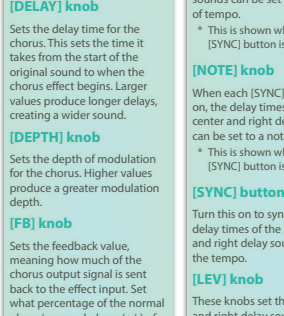 [DELAY] knob
Sets the delay time for the
chorus. This sets the time it
takes from the start of the
original sound to when the
chorus effect begins. Larger
values produce longer delays,
creating a wider sound.
[DEPTH] knob
Sets the depth of modulation
for the chorus. Higher values
produce a greater modulation
depth.
[FB] knob
Sets the feedback value,
meaning how much of the
chorus output signal is sent
back to the effect input. Set
what percentage of the normal
sounds can be set
of tempo.
* This is shown wh
[SYNC] button is
[NOTE] knob
When each [SYNC]
on, the delay times
center and right de
can be set to a not
* This is shown wh
[SYNC] button is
[SYNC] button
Turn this on to syn
delay times of the
and right delay sou
the tempo.
[LEV] knob
These knobs set th
and right delay sou